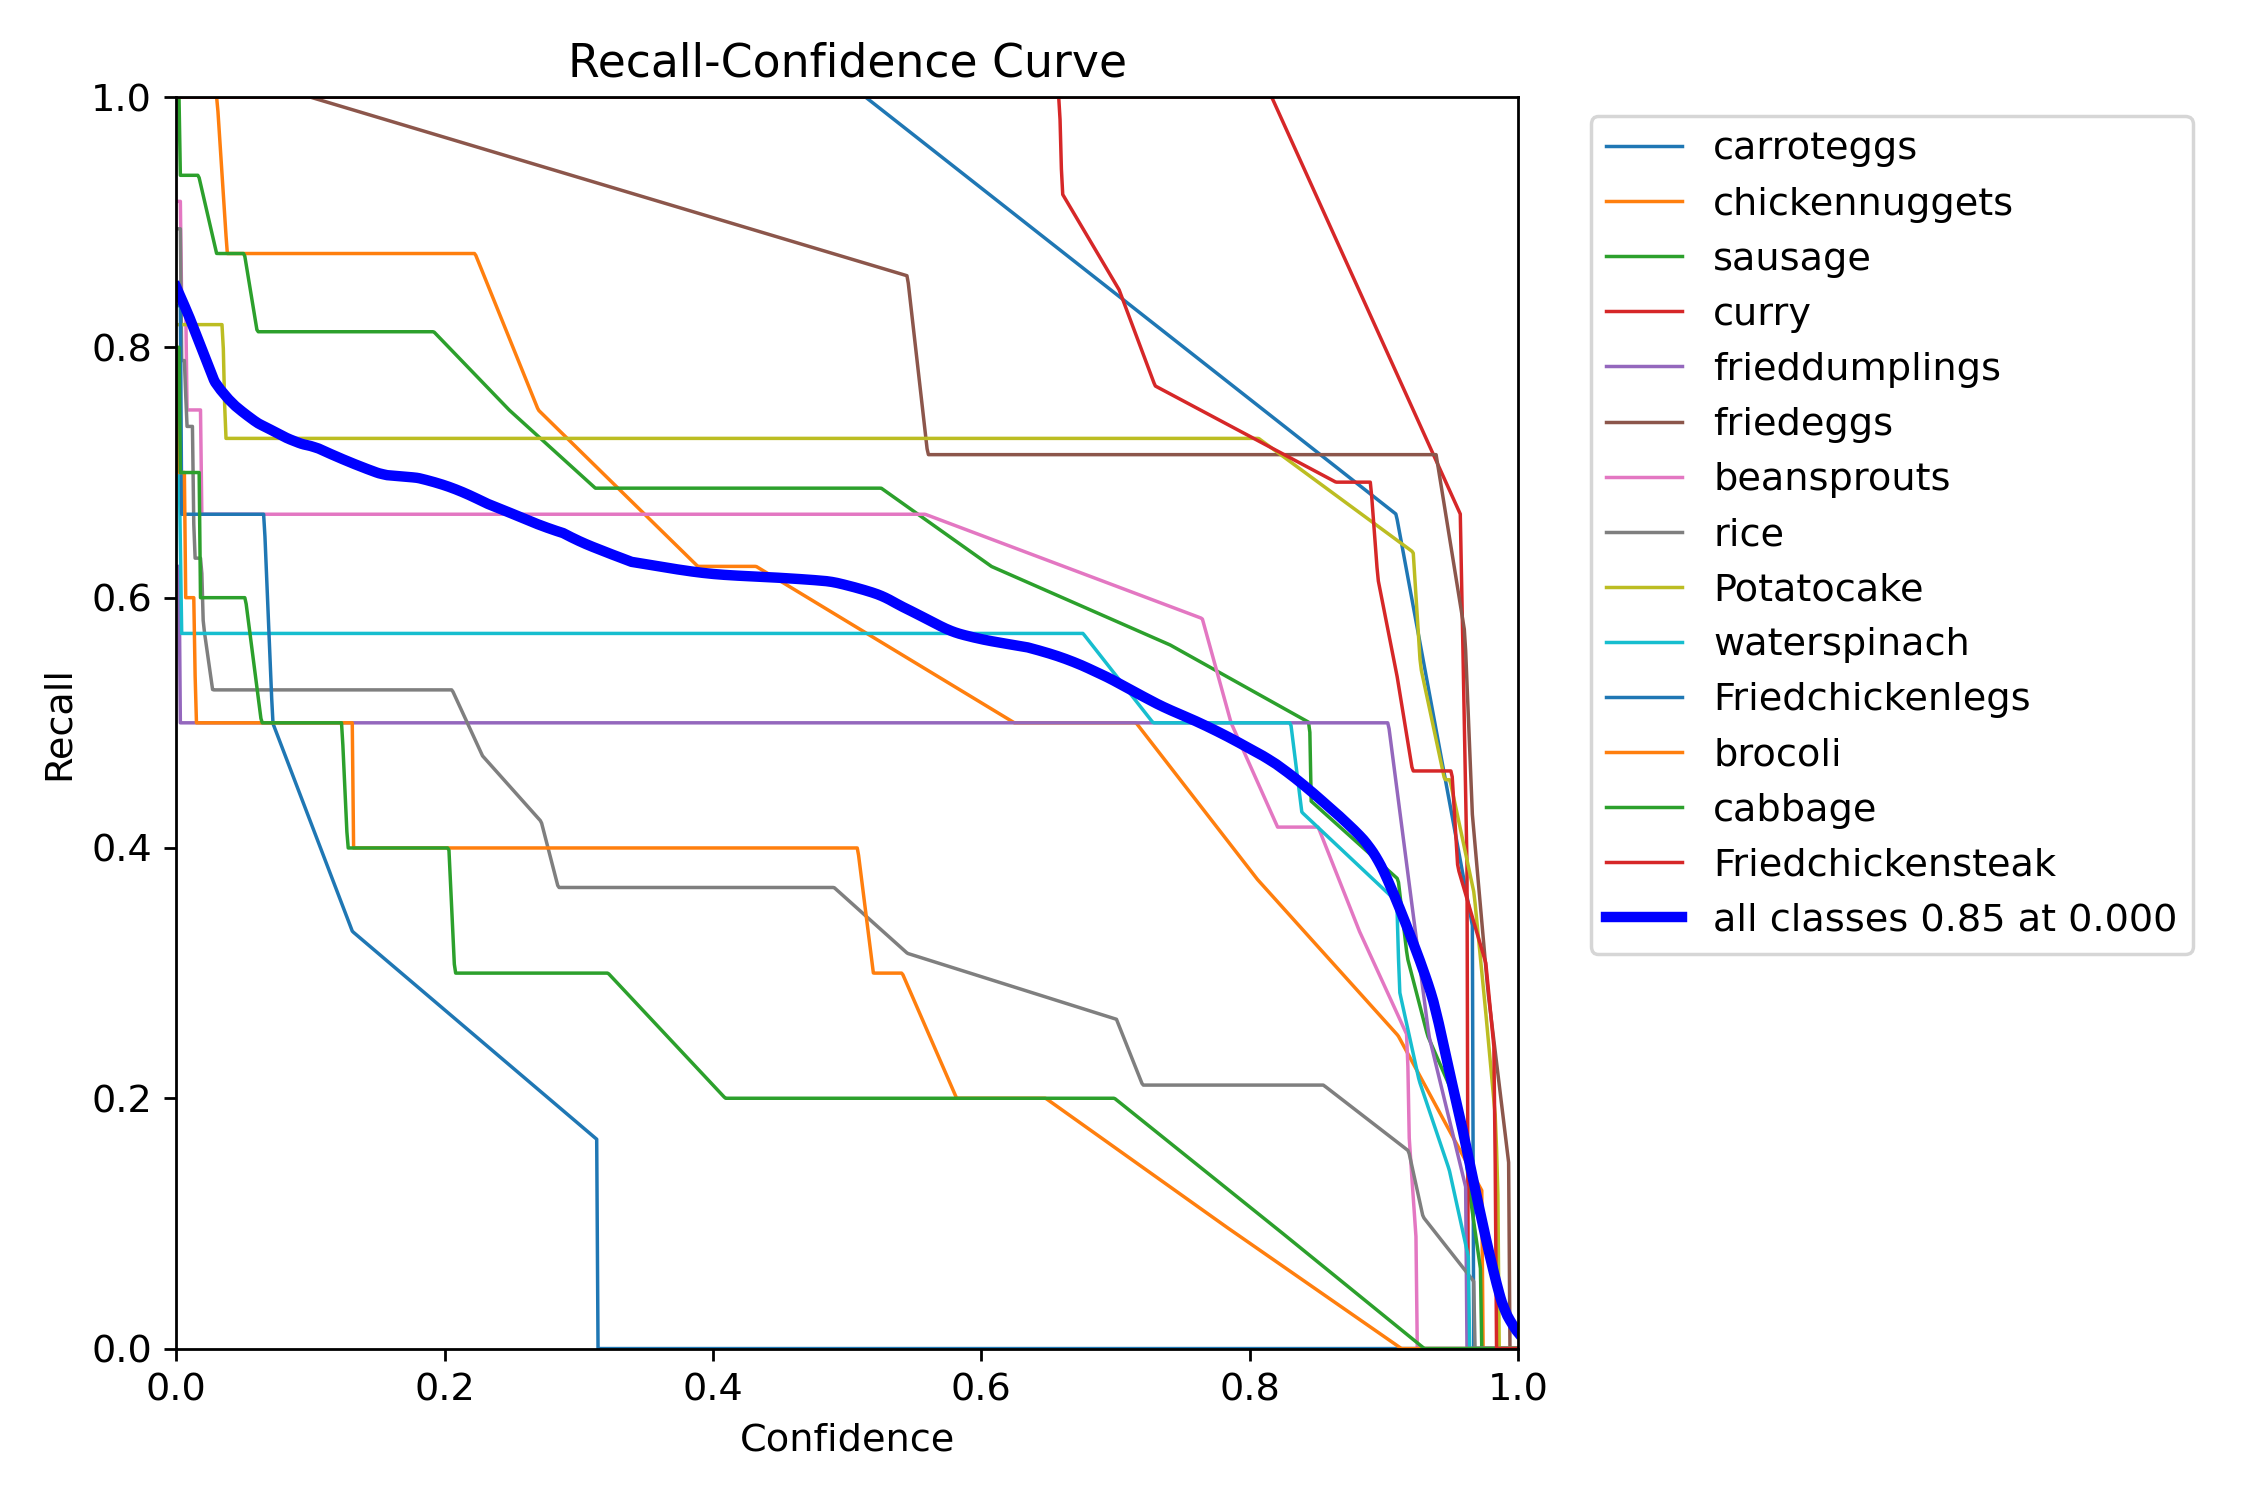 Recall-Confidence Curve
1.0
0.8
0.6
0.4
0.2
0.0
Recall
0.0 0.2 0.4 0.6 0.8 1.0
Confidence
carroteggs
chickennuggets
sausage
curry
frieddumplings
friedeggs
beansprouts
rice
Potatocake
waterspinach
Friedchickenlegs
brocoli
cabbage
Friedchickensteak
all classes 0.85 at 0.000